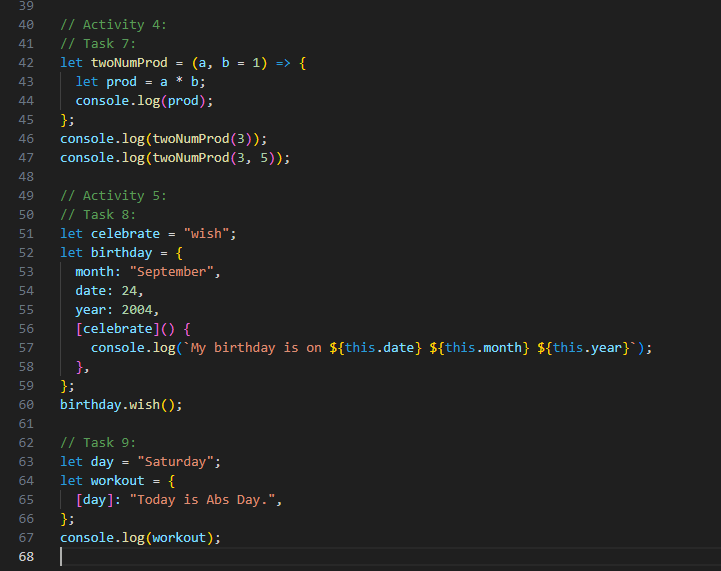 39
40 // Activity 4:
41 // Task 7:
42 let twoNumProd = (a, b = 1) => {
43   let prod = a * b;
44   console.log(prod);
45 };
46 console.log(twoNumProd(3));
47 console.log(twoNumProd(3, 5));
48
49 // Activity 5:
50 // Task 8:
51 let celebrate = "wish";
52 let birthday = {
53   month: "September",
54   date: 24,
55   year: 2004,
56   [celebrate]() {
57     console.log(`My birthday is on ${this.date} ${this.month} ${this.year}`);
58   },
59 };
60 birthday.wish();
61
62 // Task 9:
63 let day = "Saturday";
64 let workout = {
65   [day]: "Today is Abs Day.",
66 };
67 console.log(workout);
68